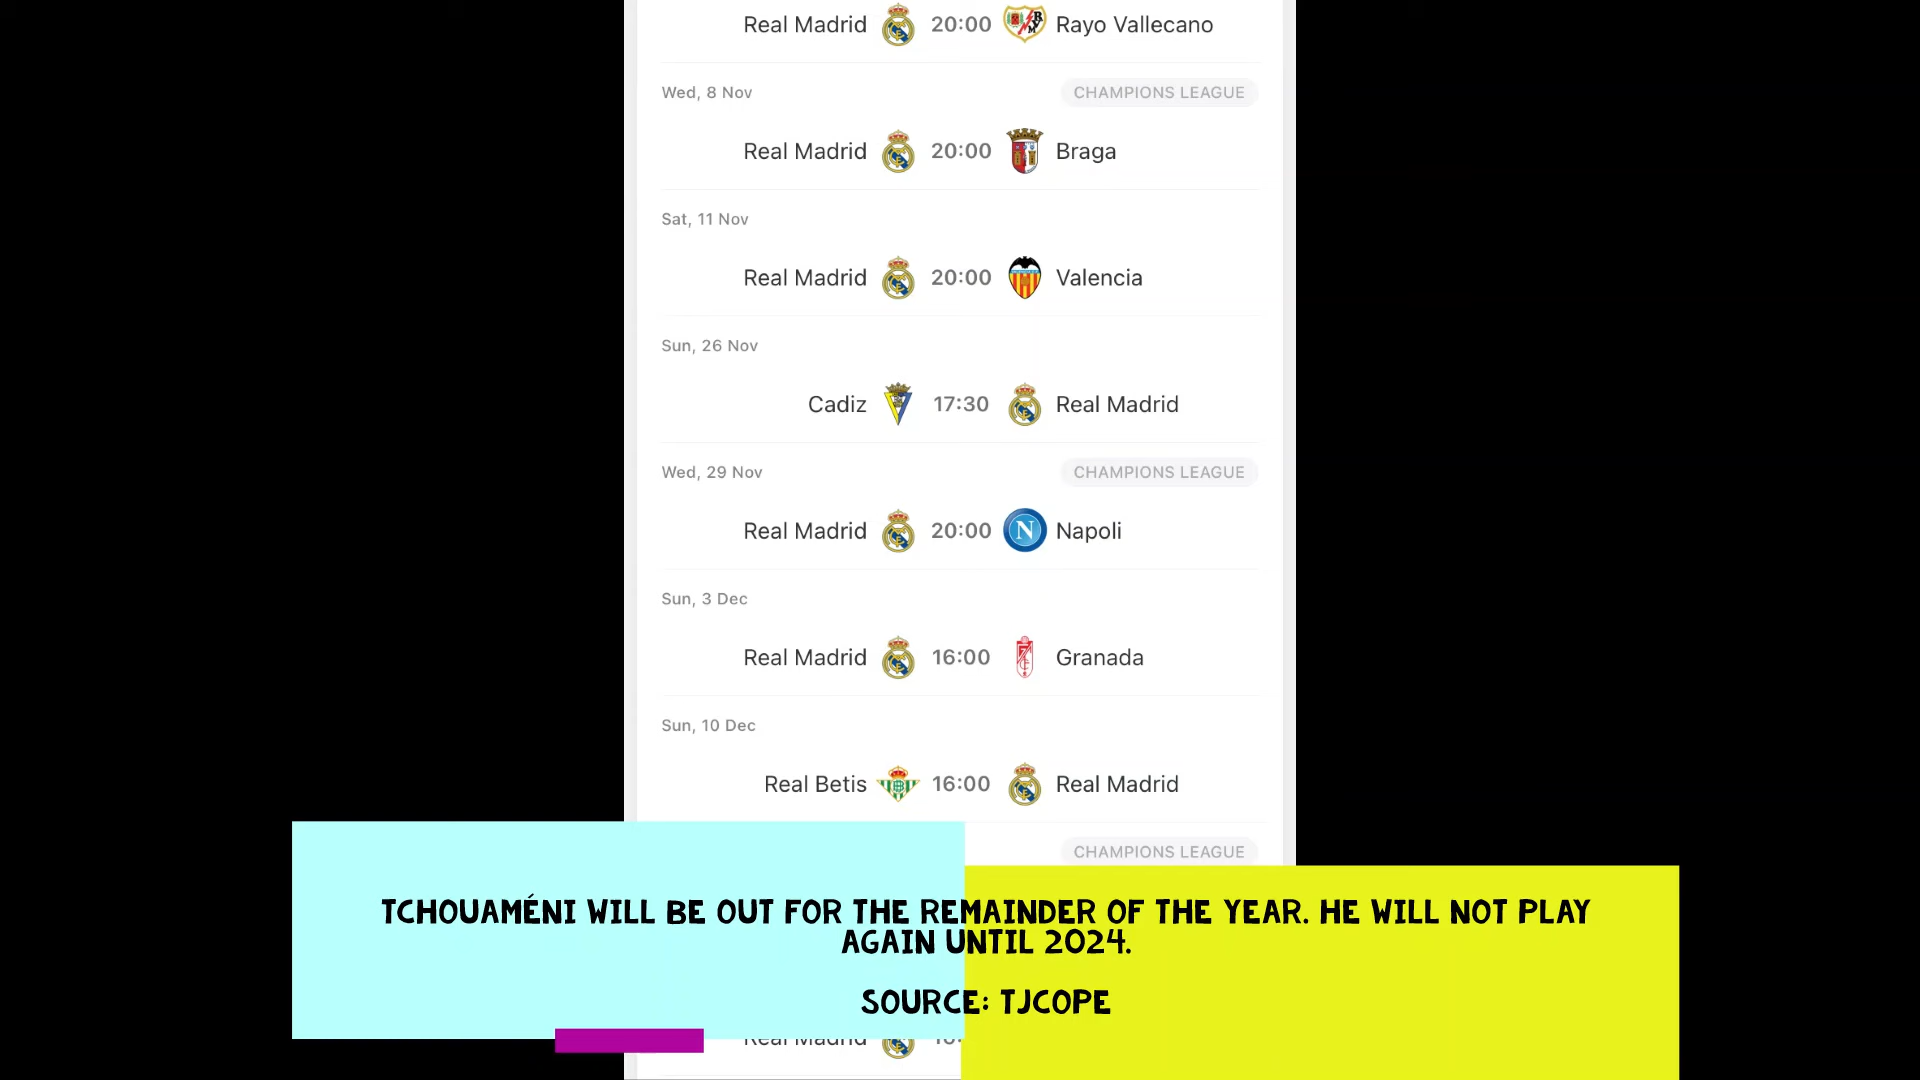 Real Madrid 20:00 Rayo Vallecano
Wed, 8 Nov CHAMPIONS LEAGUE
Real Madrid 20:00 Braga
Sat, 11 Nov
Real Madrid 20:00 Valencia
Sun, 26 Nov
Cadiz 17:30 Real Madrid
Wed, 29 Nov CHAMPIONS LEAGUE
Real Madrid 20:00 N Napoli
Sun, 3 Dec
Real Madrid 16:00 Granada
Sun, 10 Dec
Real Betis 16:00 Real Madrid
CHAMPIONS LEAGUE
TCHOUAMÉNI WILL BE OUT FOR THE REMAINDER OF THE YEAR. HE WILL NOT PLAY
AGAIN UNTIL 2024.
SOURCE: TJCOPE
Real Madrid